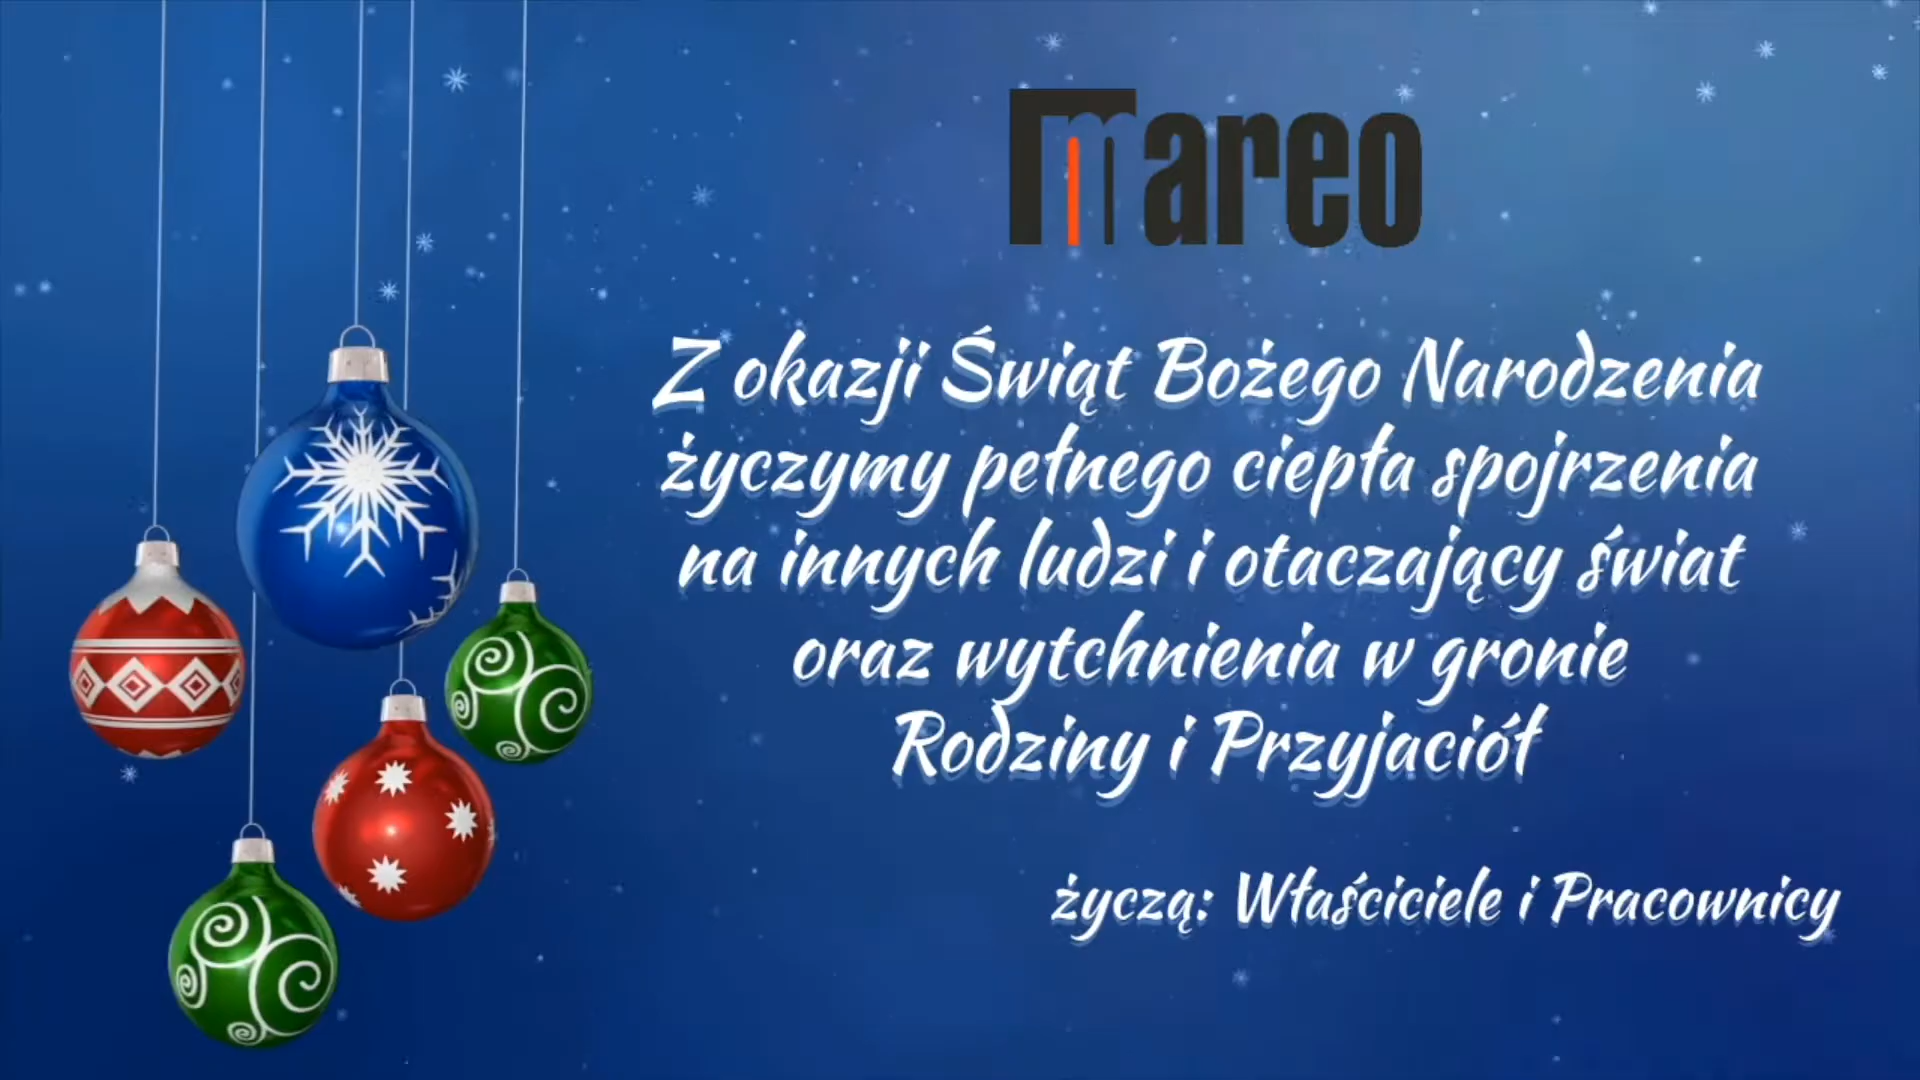 mareo
Z okazji Świąt Bożego Narodzenia
życzymy pełnego ciepła spojrzenia
na innych ludzi i otaczający świat
oraz wytchnienia w gronie
Rodziny i Przyjaciół
życzą: Właściciele i Pracownicy